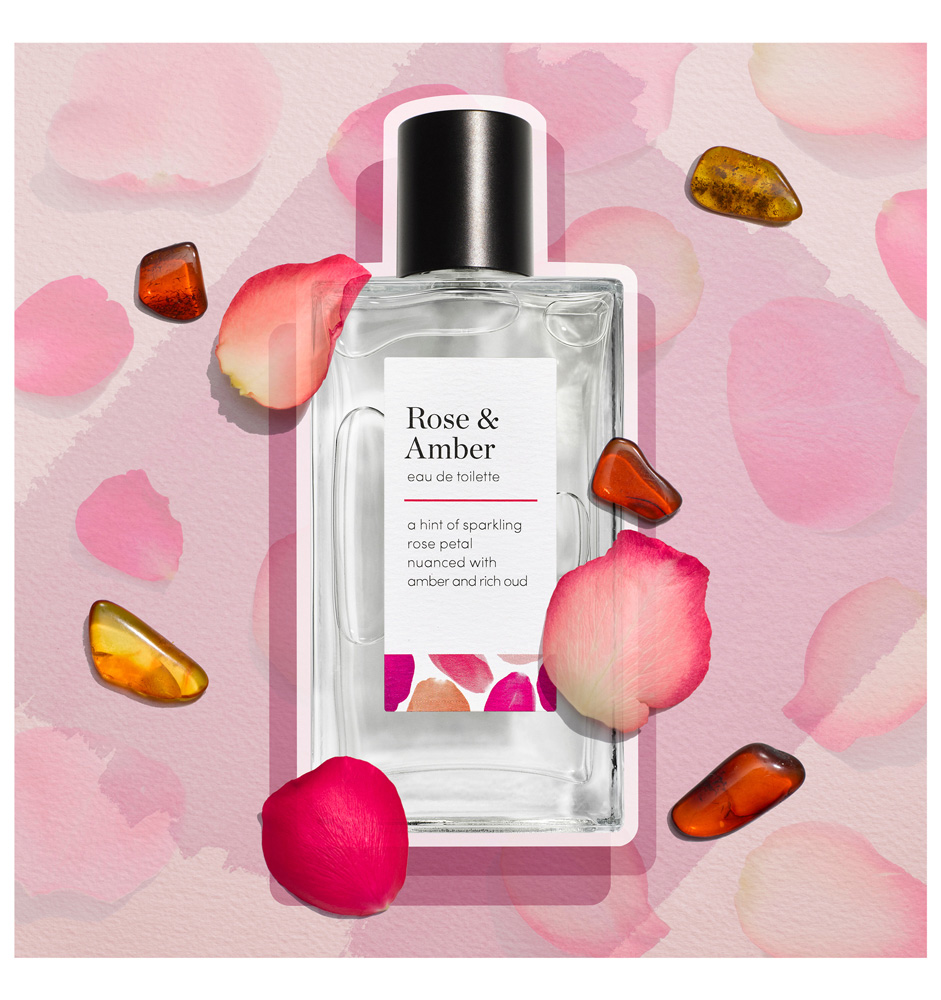 Rose &
Amber
eau de toilette
a hint of sparkling
rose petal
nuanced with
amber and rich oud